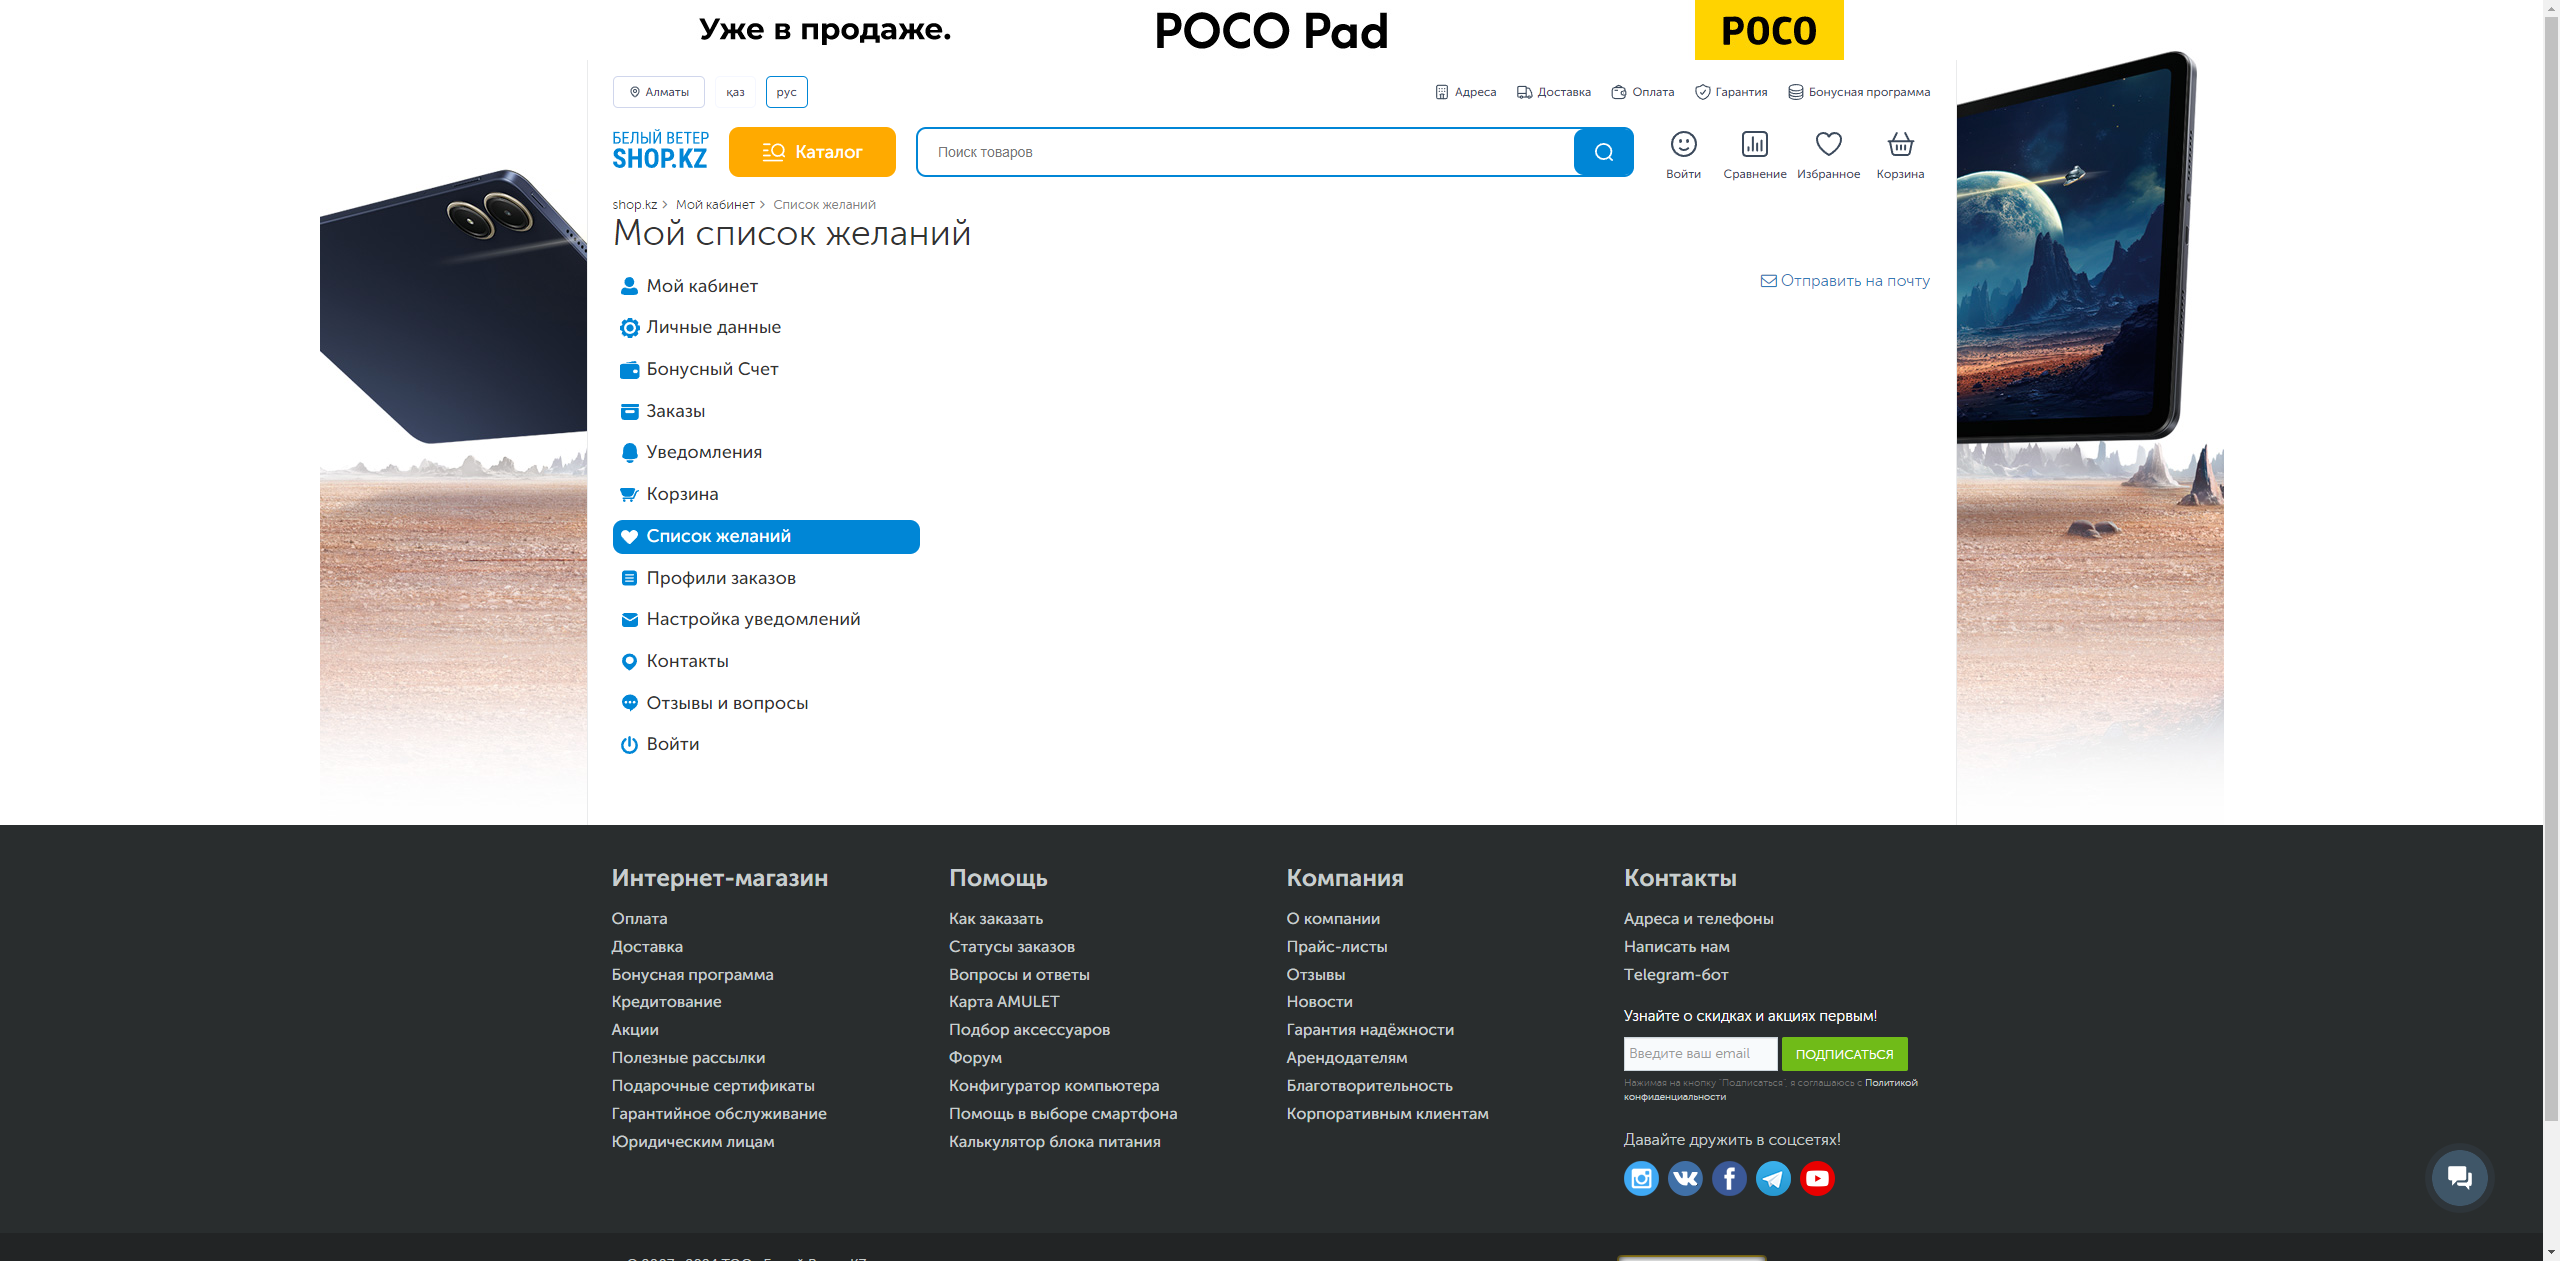 Уже в продаже.
POCO Pad
POCO
Алматы
қаз
рус
Адреса
Доставка
Оплата
Гарантия
Бонусная программа
БЕЛЫЙ ВЕТЕР
SHOP.KZ
Каталог
Поиск товаров
Войти
Сравнение
Избранное
Корзина
shop.kz > Мой кабинет > Список желаний
Мой список желаний
Отправить на почту
Мой кабинет
Личные данные
Бонусный Счет
Заказы
Уведомления
Корзина
Список желаний
Профили заказов
Настройка уведомлений
Контакты
Отзывы и вопросы
Войти
Интернет-магазин
Оплата
Доставка
Бонусная программа
Кредитование
Акции
Полезные рассылки
Подарочные сертификаты
Гарантийное обслуживание
Юридическим лицам
Помощь
Как заказать
Статусы заказов
Вопросы и ответы
Карта AMULET
Подбор аксессуаров
Форум
Конфигуратор компьютера
Помощь в выборе смартфона
Калькулятор блока питания
Компания
О компании
Прайс-листы
Отзывы
Новости
Гарантия надёжности
Арендодателям
Благотворительность
Корпоративным клиентам
Контакты
Адреса и телефоны
Написать нам
Telegram-бот
Узнайте о скидках и акциях первым!
Введите ваш email
ПОДПИСАТЬСЯ
Нажимая на кнопку "Подписаться", я соглашаюсь с Политикой
конфиденциальности
Давайте дружить в соцсетях!